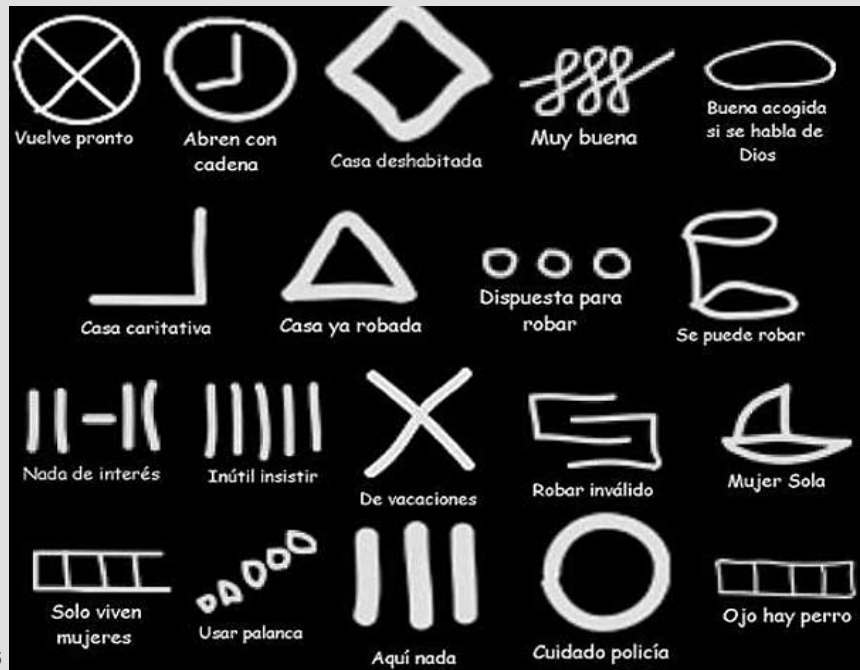 Vuelve pronto
Abren con
cadena
Casa deshabitada
Muy buena
Buena acogida
si se habla de
Dios
Casa caritativa
Casa ya robada
Dispuesta para
robar
Se puede robar
Nada de interés
Inútil insistir
De vacaciones
Robar inválido
Mujer Sola
Solo viven
mujeres
Usar palanca
Aquí nada
Cuidado policía
Ojo hay perro